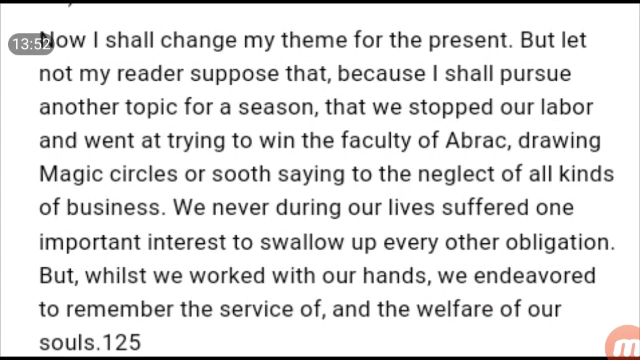 13:52
Now I shall change my theme for the present. But let
not my reader suppose that, because I shall pursue
another topic for a season, that we stopped our labor
and went at trying to win the faculty of Abrac, drawing
Magic circles or sooth saying to the neglect of all kinds
of business. We never during our lives suffered one
important interest to swallow up every other obligation.
But, whilst we worked with our hands, we endeavored
to remember the service of, and the welfare of our
souls.125